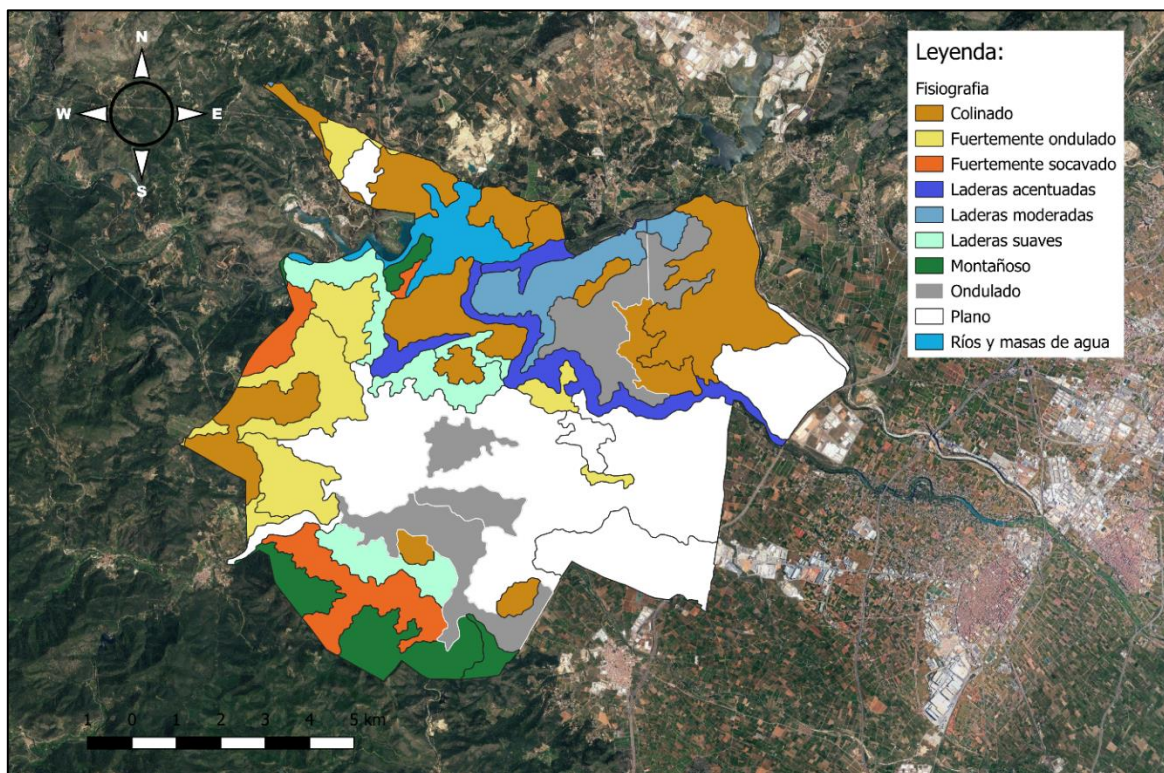 N
W E
S
Leyenda:
Fisiografia
Colinado
Fuertemente ondulado
Fuertemente socavado
Laderas acentuadas
Laderas moderadas
Laderas suaves
Montañoso
Ondulado
Plano
Ríos y masas de agua
1 0 1 2 3 4 5 km